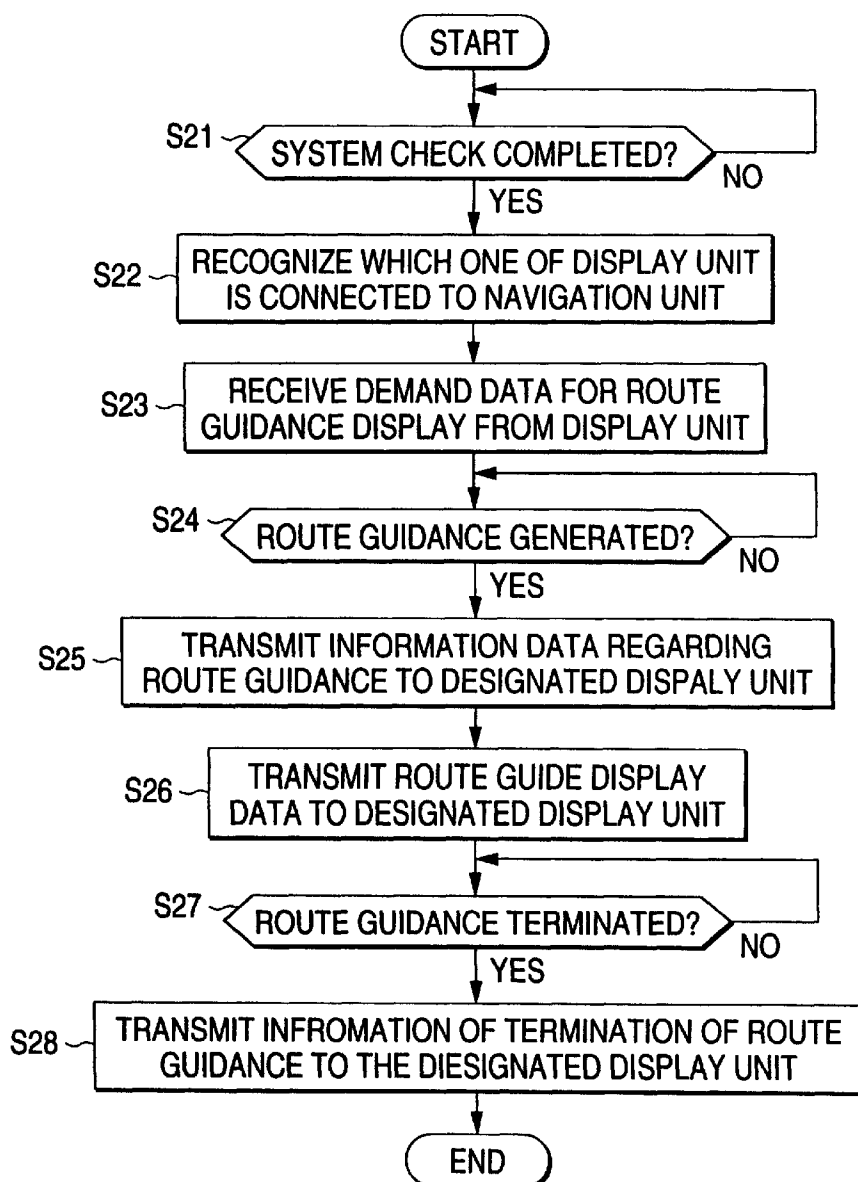 START
S21
SYSTEM CHECK COMPLETED?
NO
YES
S22
RECOGNIZE WHICH ONE OF DISPLAY UNIT
IS CONNECTED TO NAVIGATION UNIT
S23
RECEIVE DEMAND DATA FOR ROUTE
GUIDANCE DISPLAY FROM DISPLAY UNIT
S24
ROUTE GUIDANCE GENERATED?
NO
YES
S25
TRANSMIT INFORMATION DATA REGARDING
ROUTE GUIDANCE TO DESIGNATED DISPALY UNIT
S26
TRANSMIT ROUTE GUIDE DISPLAY
DATA TO DESIGNATED DISPLAY UNIT
S27
ROUTE GUIDANCE TERMINATED?
NO
YES
S28
TRANSMIT INFROMATION OF TERMINATION OF ROUTE
GUIDANCE TO THE DIESIGNATED DISPLAY UNIT
END